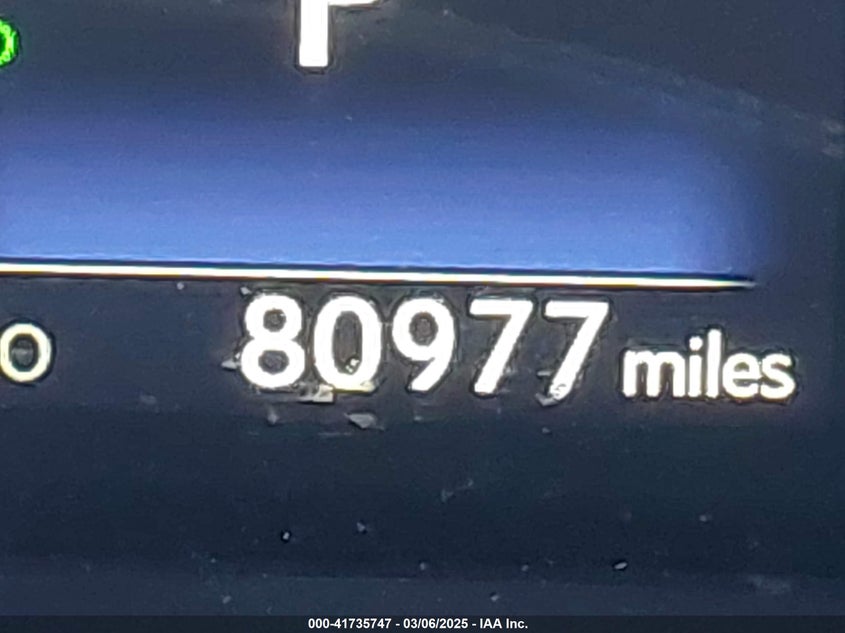 P
o
80977 miles
000-41735747 - 03/06/2025 - IAA Inc.